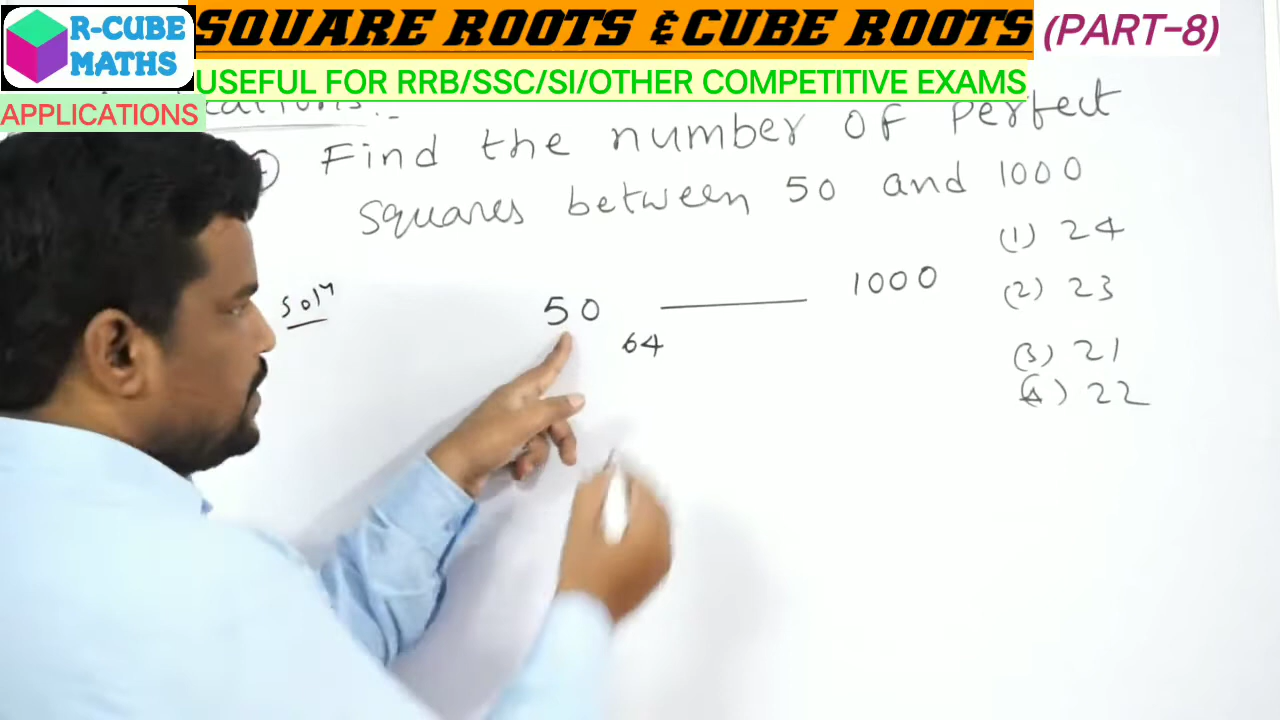 R-CUBE
MATHS
SQUARE ROOTS & CUBE ROOTS (PART-8)
USEFUL FOR RRB/SSC/SI/OTHER COMPETITIVE EXAMS
APPLICATIONS
Find the number of perfect
squares between 50 and 1000
(1) 24
(2) 23
(3) 21
(4) 22
Soln
50 — 1000
64